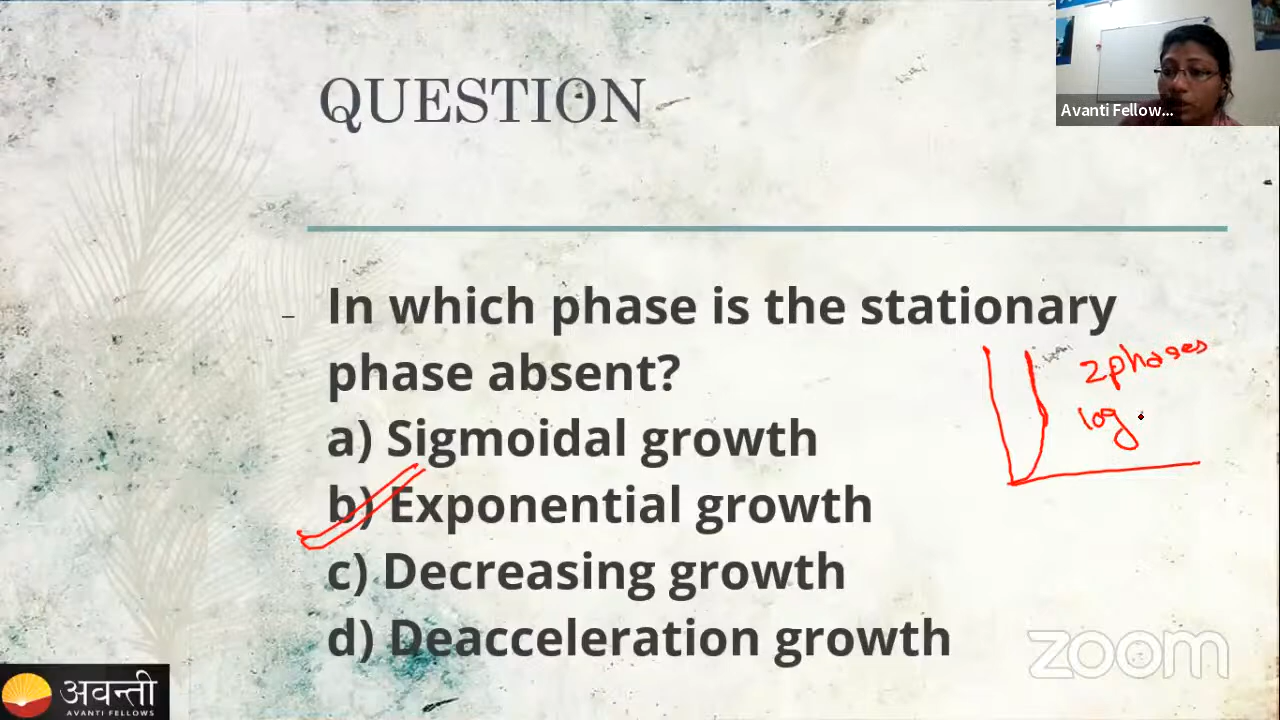 QUESTION
Avanti Fellow...
– In which phase is the stationary
phase absent?
2 phases
a) Sigmoidal growth
log
b) Exponential growth
c) Decreasing growth
d) Deacceleration growth
zoom
अवन्ती
AVANTI FELLOWS